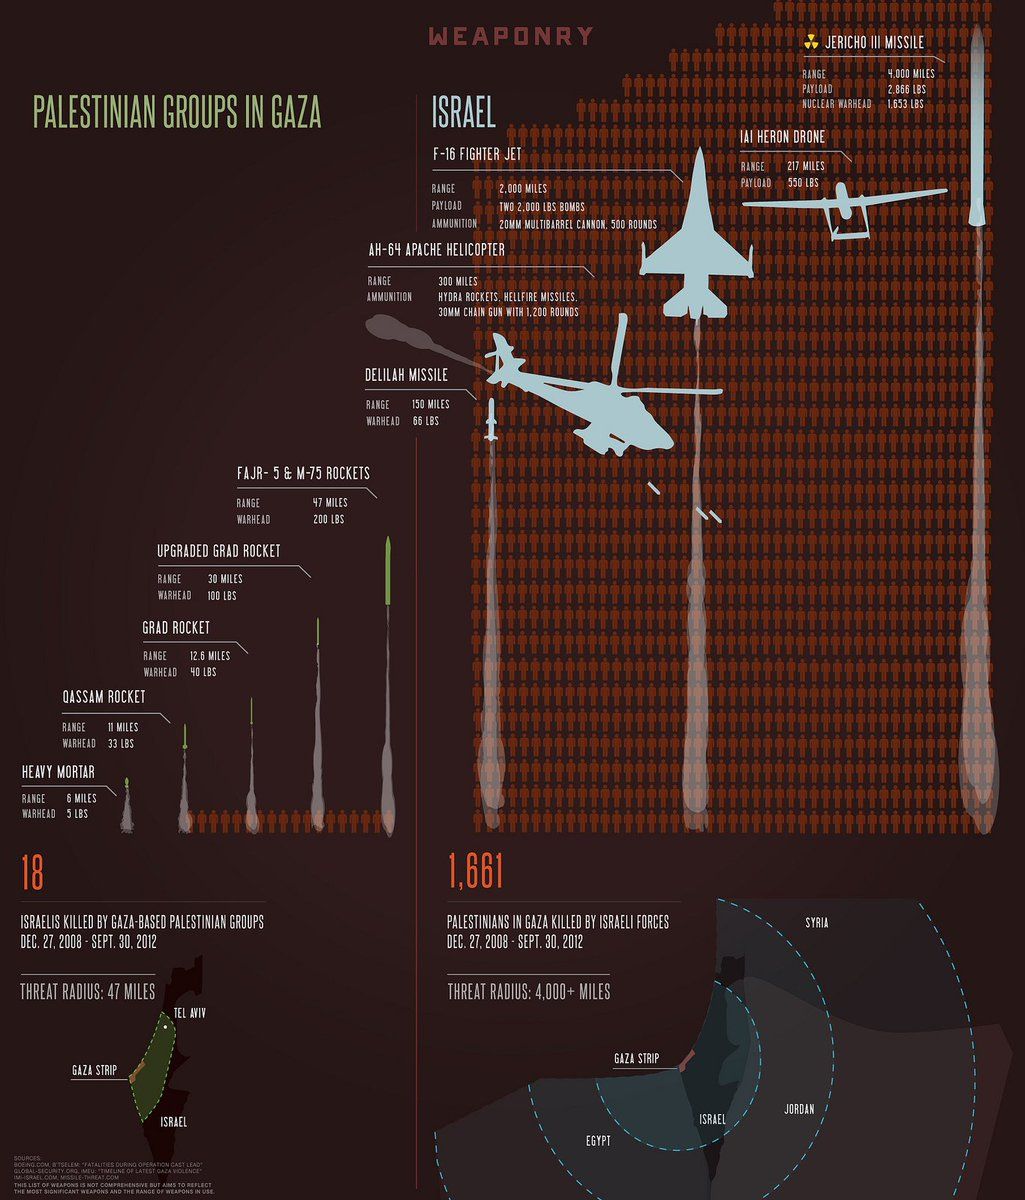 WEAPONRY
PALESTINIAN GROUPS IN GAZA
ISRAEL
JERICHO III MISSILE
RANGE 4,000 MILES
PAYLOAD 2,866 LBS
NUCLEAR WARHEAD 1,653 LBS
IAI HERON DRONE
RANGE 217 MILES
PAYLOAD 550 LBS
F-16 FIGHTER JET
RANGE 2,000 MILES
PAYLOAD TWO 2,000 LBS BOMBS
AMMUNITION 20MM MULTIBARREL CANNON, 500 ROUNDS
AH-64 APACHE HELICOPTER
RANGE 300 MILES
AMMUNITION HYDRA ROCKETS, HELLFIRE MISSILES,
30MM CHAIN GUN WITH 1,200 ROUNDS
DELILAH MISSILE
RANGE 150 MILES
WARHEAD 66 LBS
FAJR- 5 & M-75 ROCKETS
RANGE 47 MILES
WARHEAD 200 LBS
UPGRADED GRAD ROCKET
RANGE 30 MILES
WARHEAD 100 LBS
GRAD ROCKET
RANGE 12.6 MILES
WARHEAD 40 LBS
QASSAM ROCKET
RANGE 11 MILES
WARHEAD 33 LBS
HEAVY MORTAR
RANGE 6 MILES
WARHEAD 5 LBS
18
ISRAELIS KILLED BY GAZA-BASED PALESTINIAN GROUPS
DEC. 27, 2008 - SEPT. 30, 2012
THREAT RADIUS: 47 MILES
TEL AVIV
GAZA STRIP
ISRAEL
1,661
PALESTINIANS IN GAZA KILLED BY ISRAELI FORCES
DEC. 27, 2008 - SEPT. 30, 2012
THREAT RADIUS: 4,000+ MILES
SYRIA
GAZA STRIP
JORDAN
ISRAEL
EGYPT
SOURCES:
BOEING.COM, B'TSELEM: "FATALITIES DURING OPERATION CAST LEAD"
GLOBAL-SECURITY.ORG, IMEU: "TIMELINE OF LATEST GAZA VIOLENCE"
IMI-ISRAEL.COM, MISSILE-THREAT.COM
THIS LIST OF WEAPONS IS NOT COMPREHENSIVE BUT AIMS TO REFLECT
THE MOST SIGNIFICANT WEAPONS AND THE RANGE OF WEAPONS IN USE.